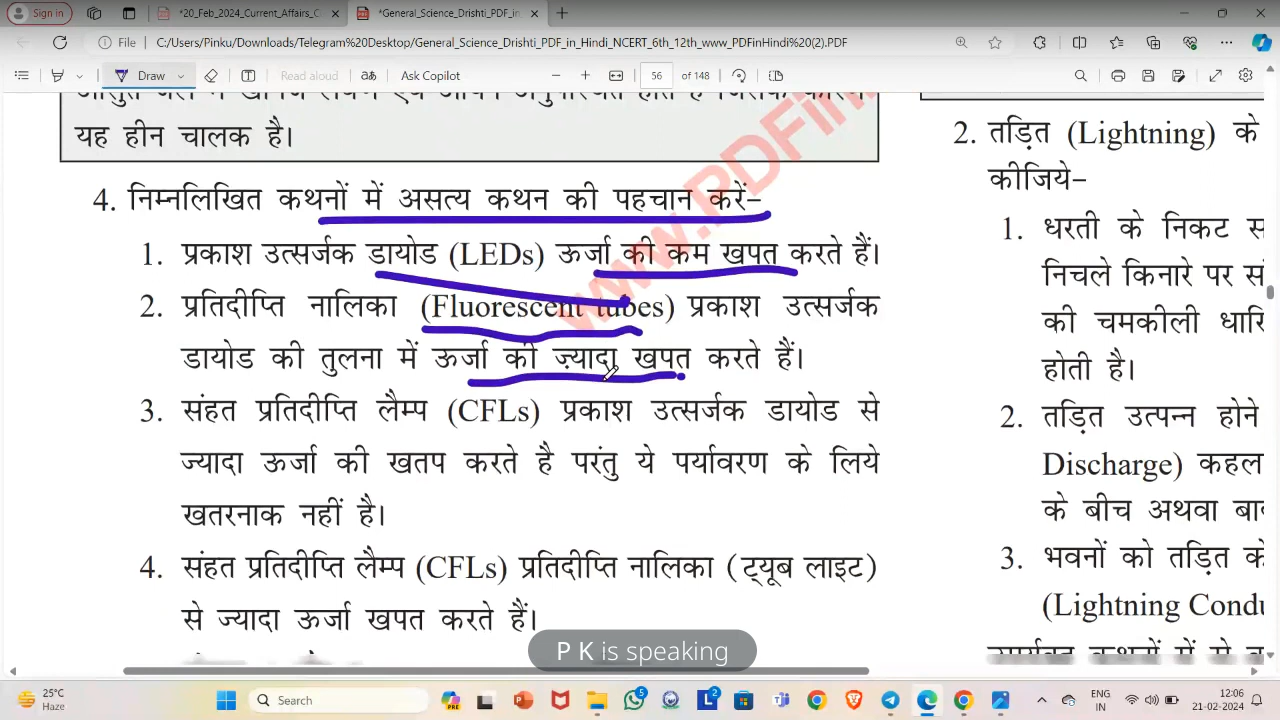 Sign in
*20_Feb_2024_Current_Affairs_C
*General_Science_Drishti_PDF_in_
File
C:/Users/Pinku/Downloads/Telegram%20Desktop/General_Science_Drishti_PDF_in_Hindi_NCERT_6th_12th_www_PDFinHindi%20(2).PDF
Draw
Read aloud
Ask Copilot
56 of 148
यह हीन चालक है।
4. निम्नलिखित कथनों में असत्य कथन की पहचान करें-
1. प्रकाश उत्सर्जक डायोड (LEDs) ऊर्जा की कम खपत करते हैं।
2. प्रतिदीप्ति नालिका (Fluorescent tubes) प्रकाश उत्सर्जक
डायोड की तुलना में ऊर्जा की ज़्यादा खपत करते हैं।
3. संहत प्रतिदीप्ति लैम्प (CFLs) प्रकाश उत्सर्जक डायोड से
ज्यादा ऊर्जा की खतप करते है परंतु ये पर्यावरण के लिये
खतरनाक नहीं है।
4. संहत प्रतिदीप्ति लैम्प (CFLs) प्रतिदीप्ति नालिका (ट्यूब लाइट)
से ज्यादा ऊर्जा खपत करते हैं।
2. तड़ित (Lightning) के
कीजिये-
1. धरती के निकट स
निचले किनारे पर सं
की चमकीली धारि
होती है।
2. तड़ित उत्पन्न होने
Discharge) कहल
के बीच अथवा बाद
3. भवनों को तड़ित के
(Lightning Condu
www.PDFin
P K is speaking
25°C
Haze
Search
ENG
IN
12:06
21-02-2024